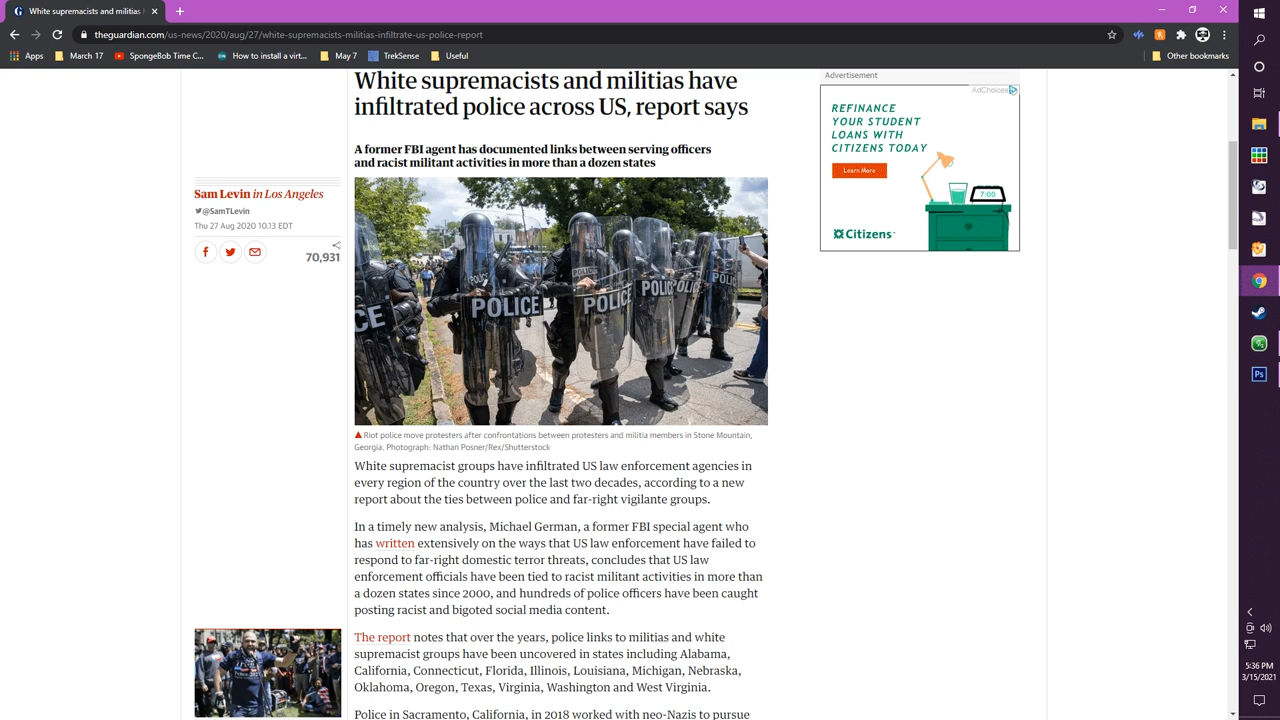 White supremacists and militias
theguardian.com/us-news/2020/aug/27/white-supremacists-militias-infiltrate-us-police-report
Apps
March 17
SpongeBob Time C...
How to install a virt...
May 7
TrekSense
Useful
Other bookmarks
White supremacists and militias have
infiltrated police across US, report says
A former FBI agent has documented links between serving officers
and racist militant activities in more than a dozen states
Sam Levin in Los Angeles
@SamTLevin
Thu 27 Aug 2020 10.13 EDT
70,931
CE
POLICE
POLICE
POLICE
POLICE
POLICE
POLICE
Riot police move protesters after confrontations between protesters and militia members in Stone Mountain,
Georgia. Photograph: Nathan Posner/Rex/Shutterstock
White supremacist groups have infiltrated US law enforcement agencies in
every region of the country over the last two decades, according to a new
report about the ties between police and far-right vigilante groups.
In a timely new analysis, Michael German, a former FBI special agent who
has written extensively on the ways that US law enforcement have failed to
respond to far-right domestic terror threats, concludes that US law
enforcement officials have been tied to racist militant activities in more than
a dozen states since 2000, and hundreds of police officers have been caught
posting racist and bigoted social media content.
The report notes that over the years, police links to militias and white
supremacist groups have been uncovered in states including Alabama,
California, Connecticut, Florida, Illinois, Louisiana, Michigan, Nebraska,
Oklahoma, Oregon, Texas, Virginia, Washington and West Virginia.
Police in Sacramento, California, in 2018 worked with neo-Nazis to pursue
Advertisement
AdChoices
REFINANCE
YOUR STUDENT
LOANS WITH
CITIZENS TODAY
Learn More
7:00
Citizens
Ps
5:36 PM
3/15/2021